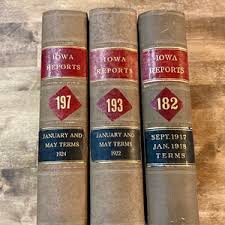 IOWA
REPORTS
197
JANUARY AND
MAY TERMS
1924
IOWA
REPORTS
193
JANUARY AND
MAY TERMS
1922
IOWA
REPORTS
182
SEPT. 1917
JAN. 1918
TERMS